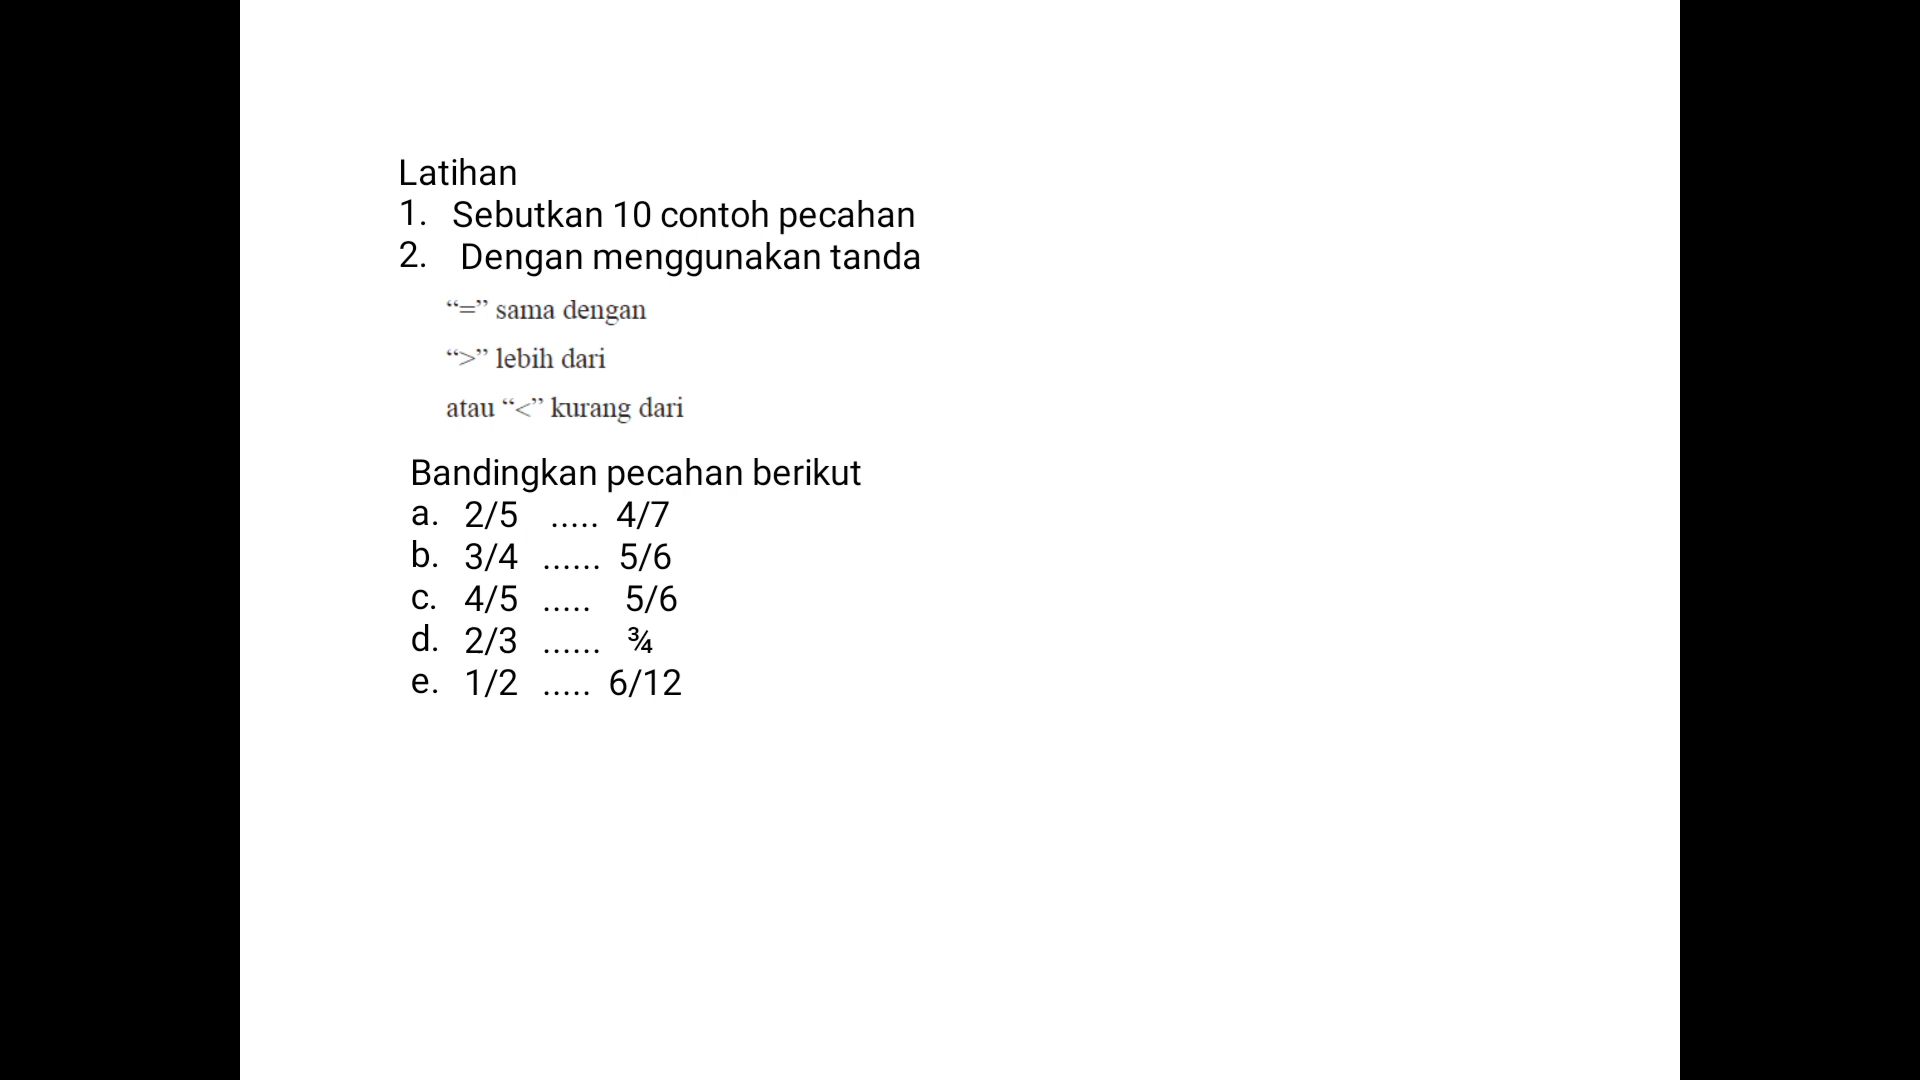 Latihan
1. Sebutkan 10 contoh pecahan
2. Dengan menggunakan tanda
“=” sama dengan
“>” lebih dari
atau “<” kurang dari
Bandingkan pecahan berikut
a. 2/5 ..... 4/7
b. 3/4 ...... 5/6
c. 4/5 ..... 5/6
d. 2/3 ...... ¾
e. 1/2 ..... 6/12